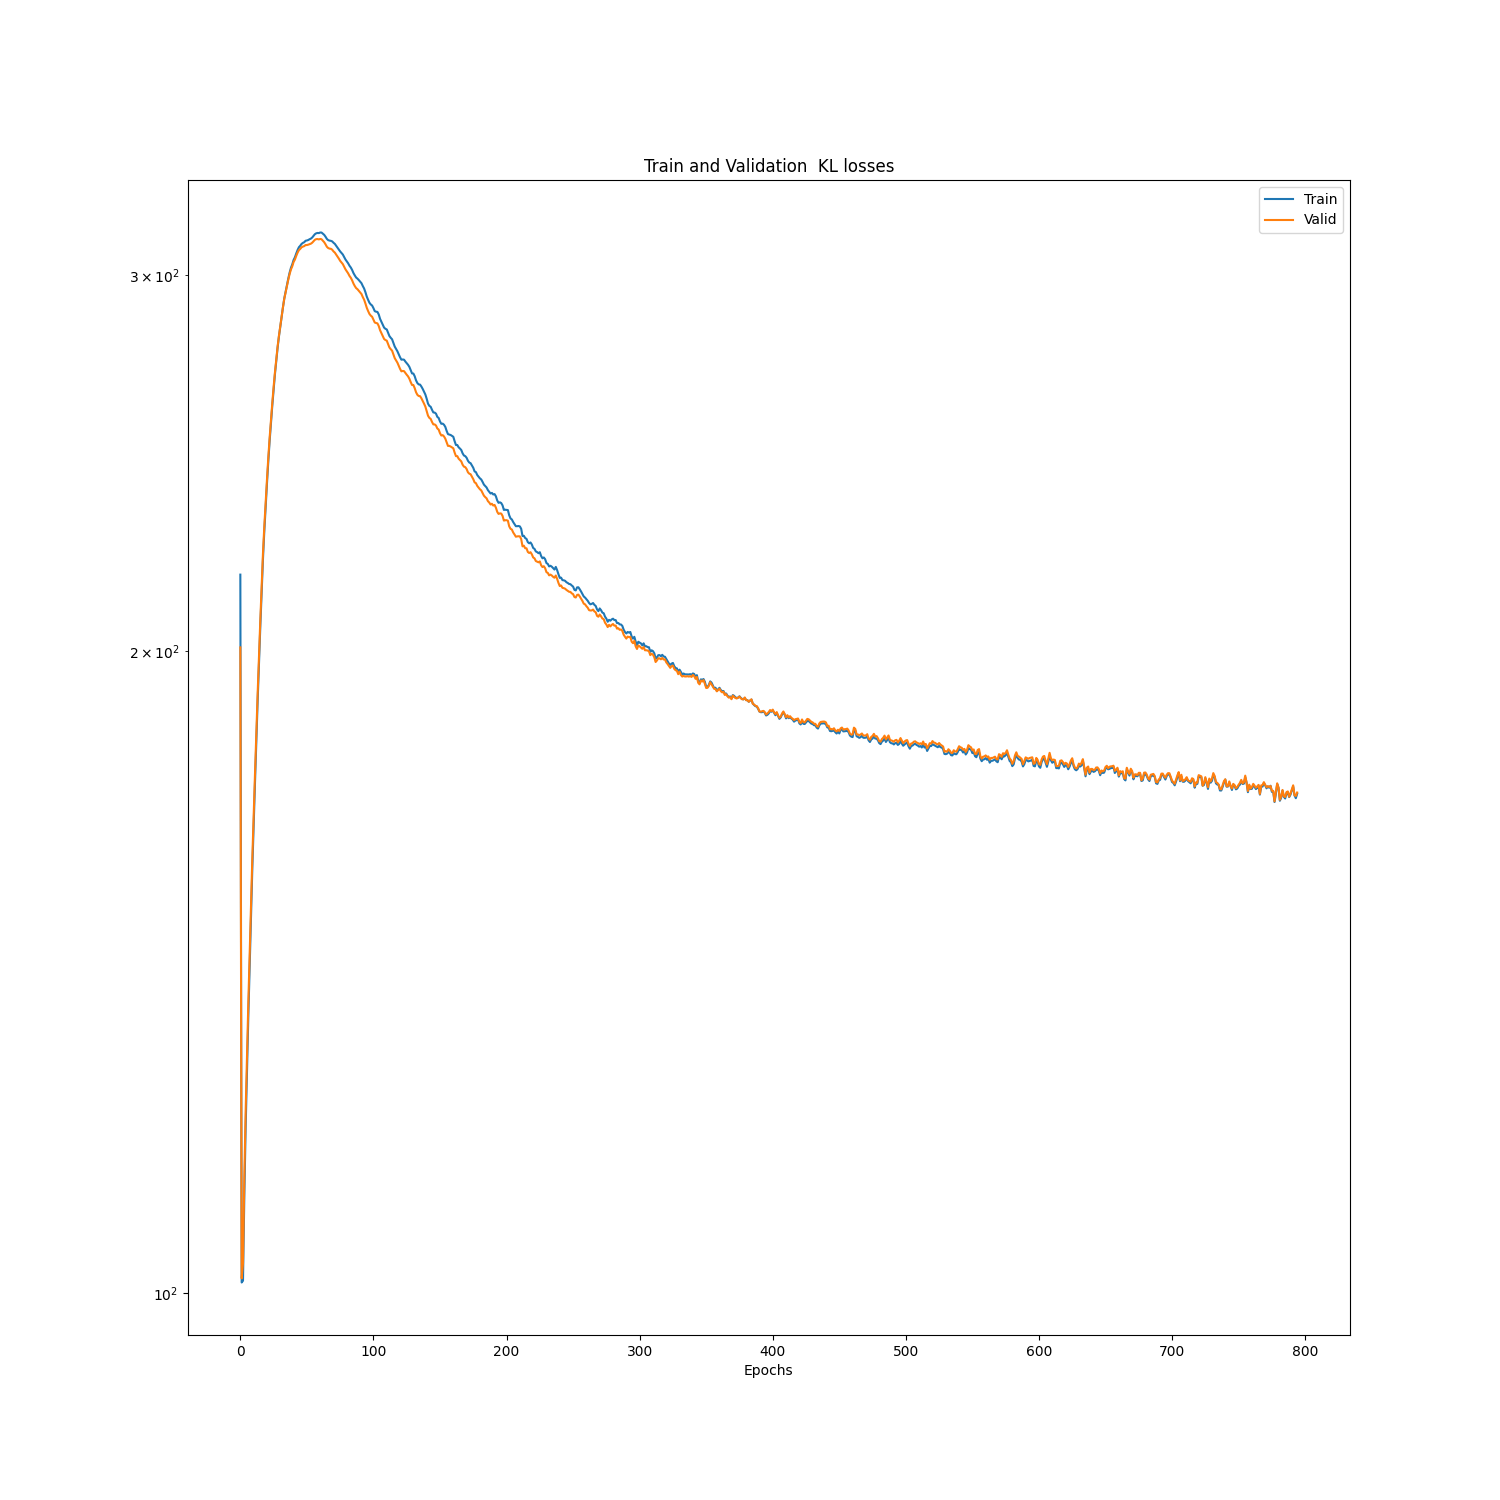 Train and Validation  KL losses
Train
Valid
3 × 10²
2 × 10²
10²
0 100 200 300 400 500 600 700 800
Epochs